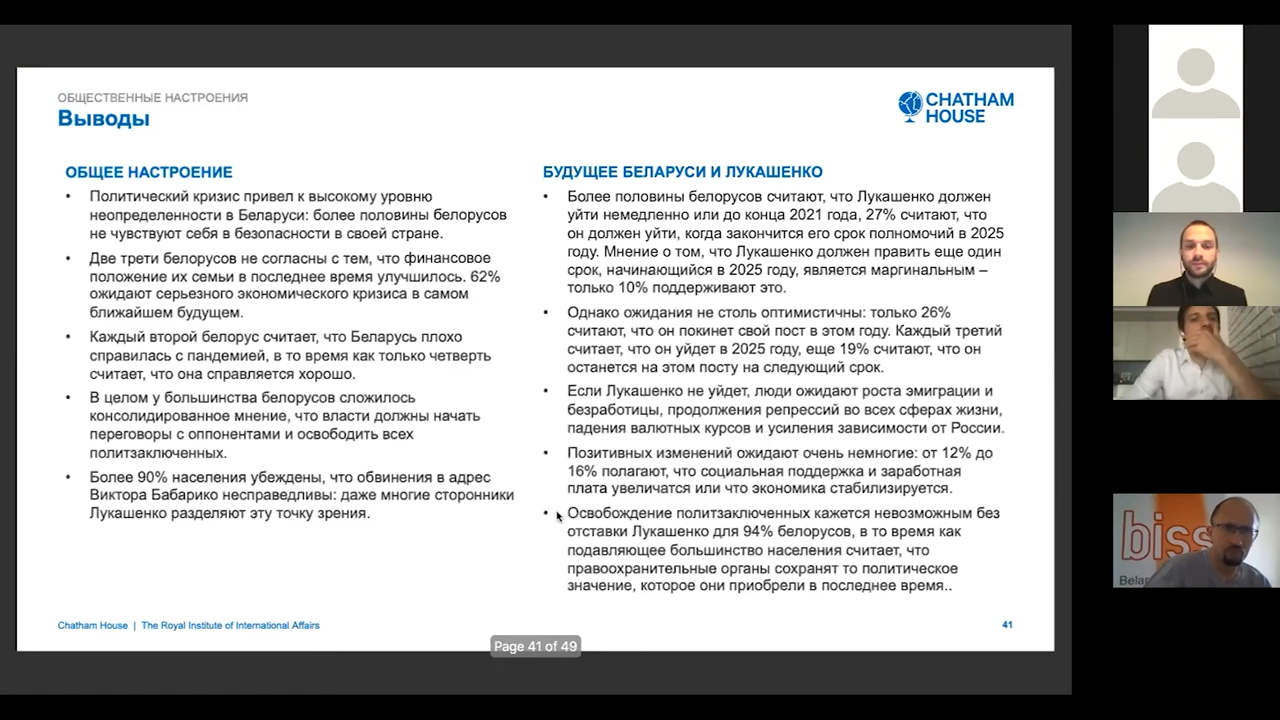 ОБЩЕСТВЕННЫЕ НАСТРОЕНИЯ
Выводы
CHATHAM
HOUSE
ОБЩЕЕ НАСТРОЕНИЕ
• Политический кризис привел к высокому уровню
неопределенности в Беларуси: более половины белорусов
не чувствуют себя в безопасности в своей стране.
• Две трети белорусов не согласны с тем, что финансовое
положение их семьи в последнее время улучшилось. 62%
ожидают серьезного экономического кризиса в самом
ближайшем будущем.
• Каждый второй белорус считает, что Беларусь плохо
справилась с пандемией, в то время как только четверть
считает, что она справляется хорошо.
• В целом у большинства белорусов сложилось
консолидированное мнение, что власти должны начать
переговоры с оппонентами и освободить всех
политзаключенных.
• Более 90% населения убеждены, что обвинения в адрес
Виктора Бабарико несправедливы: даже многие сторонники
Лукашенко разделяют эту точку зрения.
БУДУЩЕЕ БЕЛАРУСИ И ЛУКАШЕНКО
• Более половины белорусов считают, что Лукашенко должен
уйти немедленно или до конца 2021 года, 27% считают, что
он должен уйти, когда закончится его срок полномочий в 2025
году. Мнение о том, что Лукашенко должен править еще один
срок, начинающийся в 2025 году, является маргинальным –
только 10% поддерживают это.
• Однако ожидания не столь оптимистичны: только 26%
считают, что он покинет свой пост в этом году. Каждый третий
считает, что он уйдет в 2025 году, еще 19% считают, что он
останется на этом посту на следующий срок.
• Если Лукашенко не уйдет, люди ожидают роста эмиграции и
безработицы, продолжения репрессий во всех сферах жизни,
падения валютных курсов и усиления зависимости от России.
• Позитивных изменений ожидают очень немногие: от 12% до
16% полагают, что социальная поддержка и заработная
плата увеличатся или что экономика стабилизируется.
• Освобождение политзаключенных кажется невозможным без
отставки Лукашенко для 94% белорусов, в то время как
подавляющее большинство населения считает, что
правоохранительные органы сохранят то политическое
значение, которое они приобрели в последнее время..
Chatham House | The Royal Institute of International Affairs
41
Page 41 of 49
biss
Bela